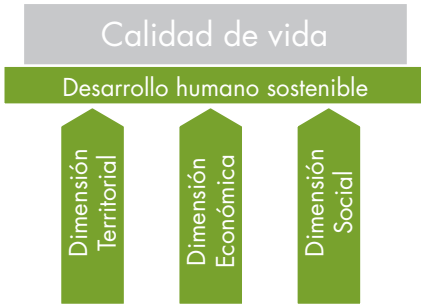 Calidad de vida
Desarrollo humano sostenible
Dimensión
Territorial
Dimensión
Económica
Dimensión
Social